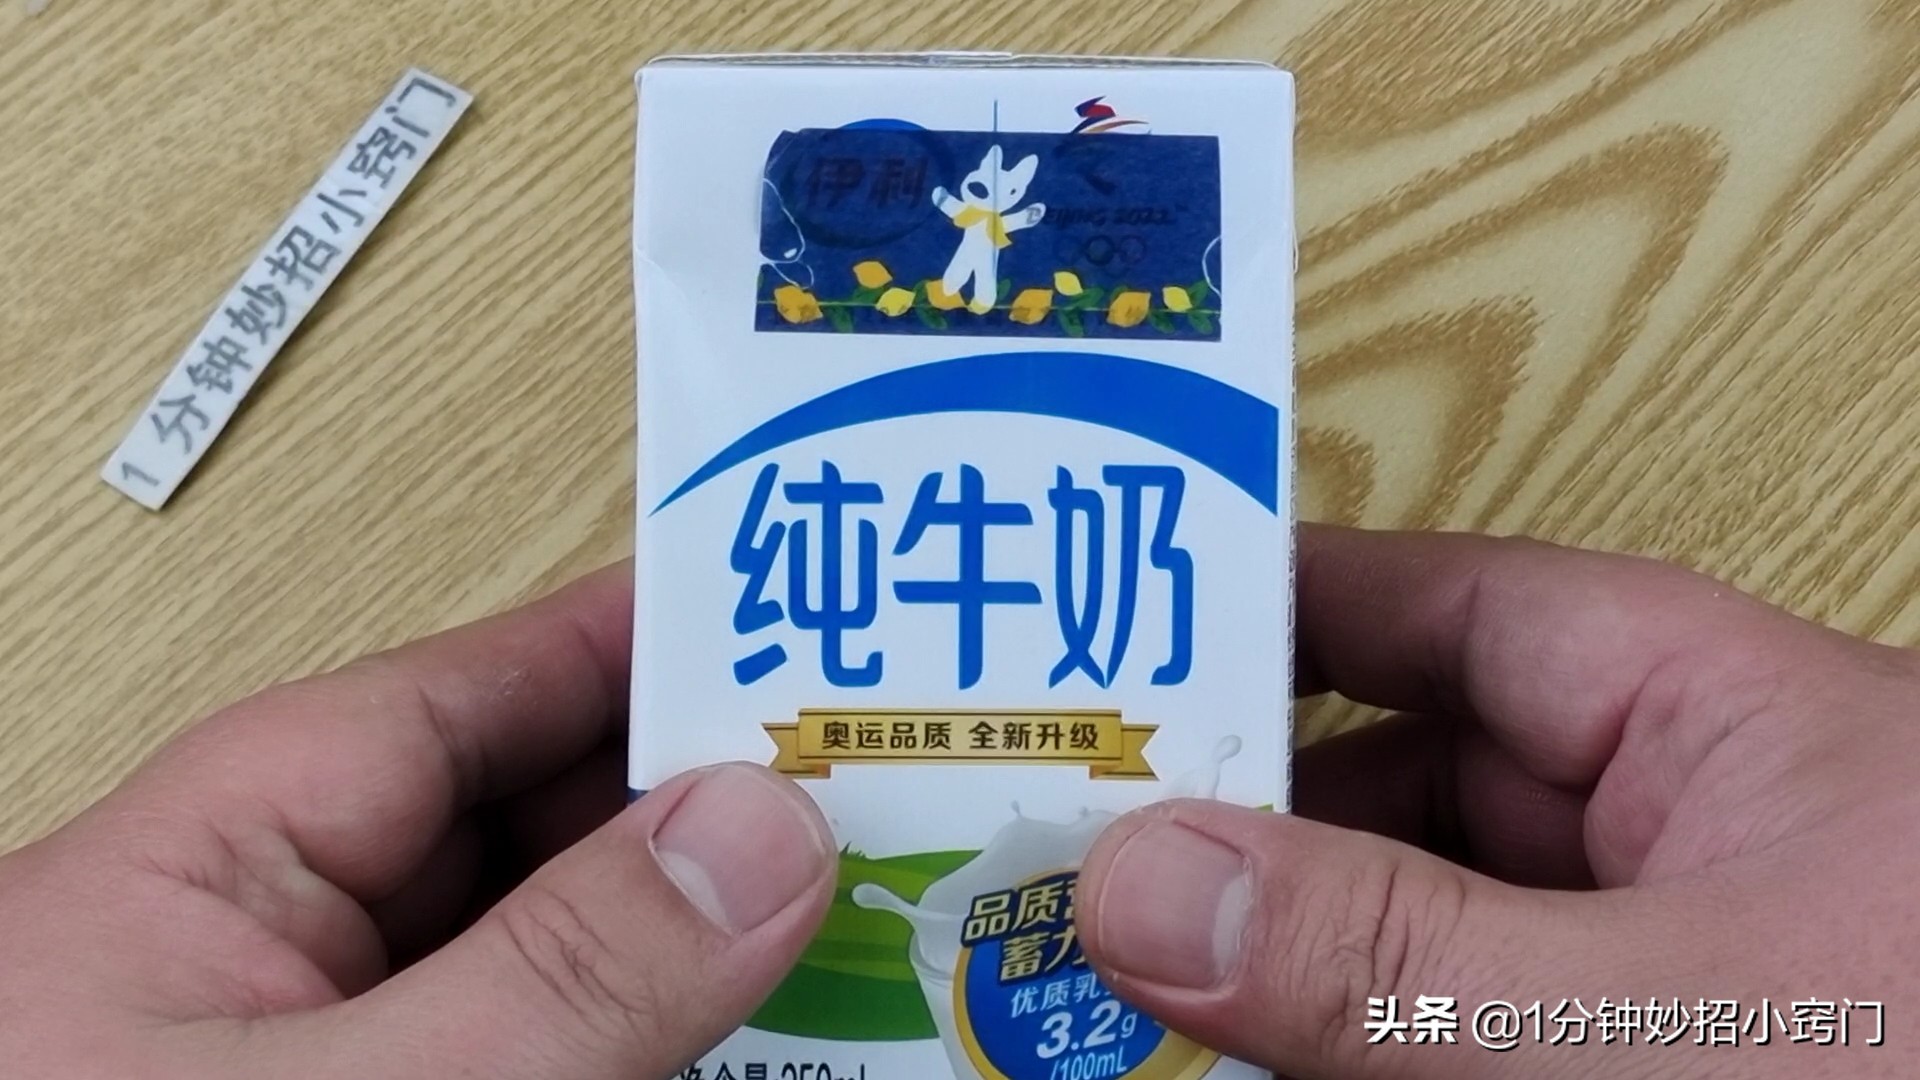 1分钟妙招小窍门
伊利
BEIJING 2022
纯牛奶
奥运品质 全新升级
品质
蓄力
优质乳
3.2g
/100mL
250mL
头条 @1分钟妙招小窍门